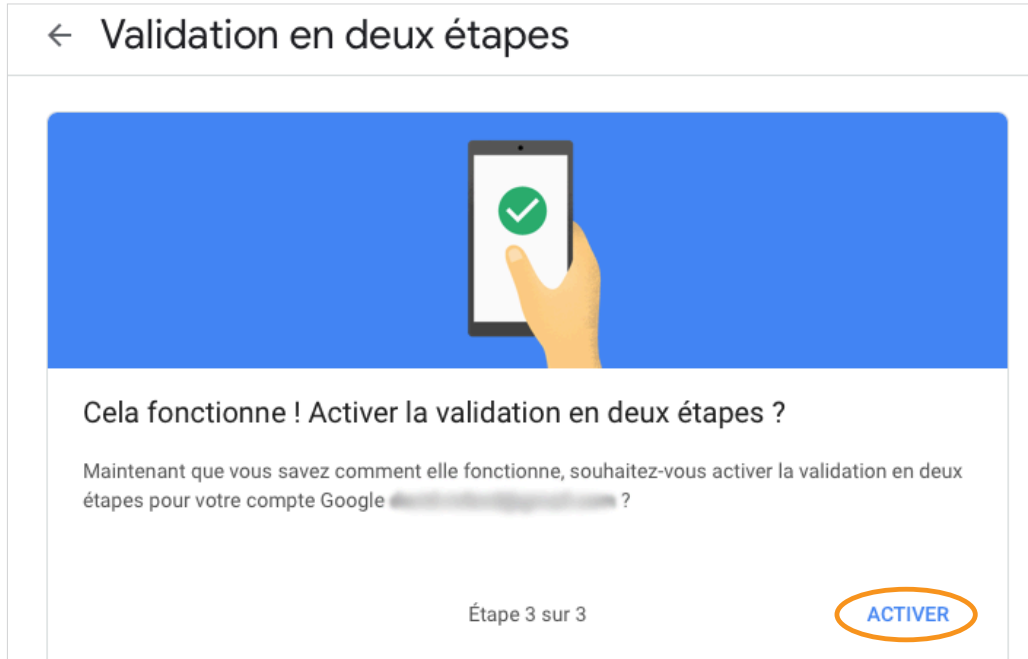 Validation en deux étapes
Cela fonctionne ! Activer la validation en deux étapes ?
Maintenant que vous savez comment elle fonctionne, souhaitez-vous activer la validation en deux
étapes pour votre compte Google ?
Étape 3 sur 3
ACTIVER